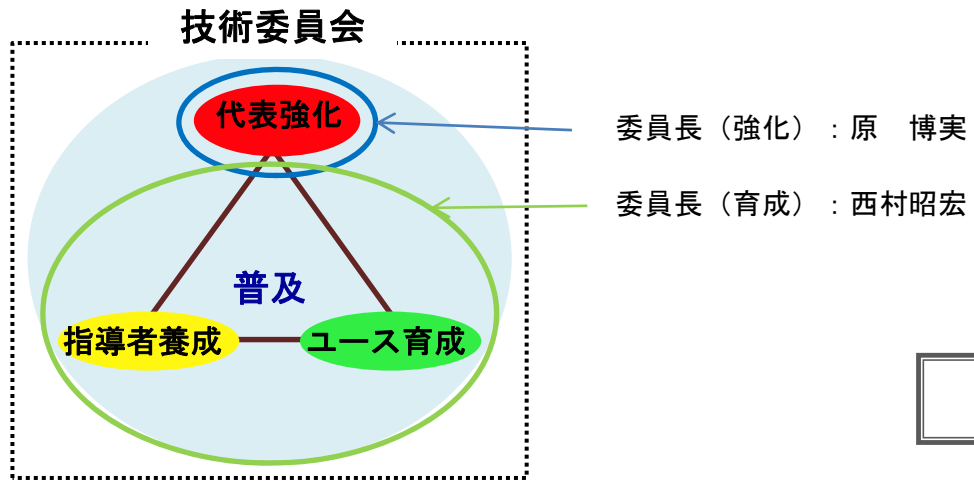 技術委員会
代表強化
委員長（強化）：原　博実
委員長（育成）：西村昭宏
普及
指導者養成
ユース育成